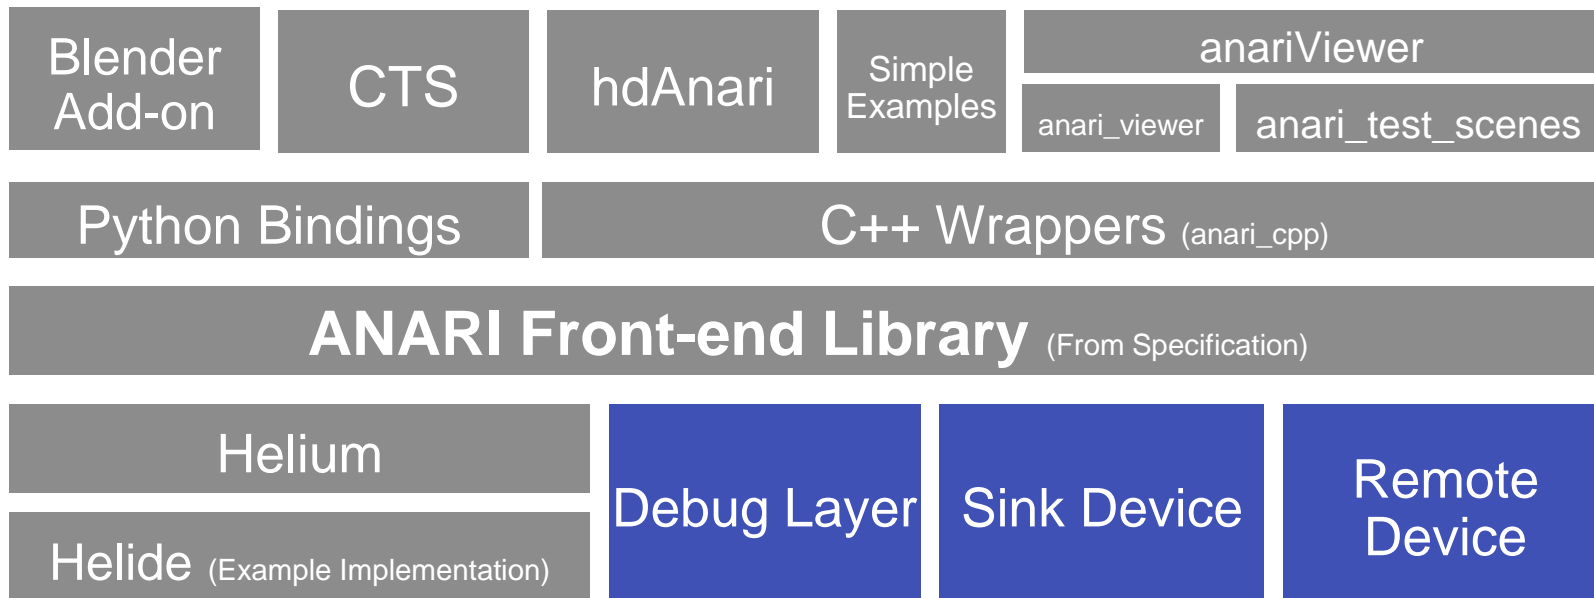 Blender
Add-on
CTS
hdAnari
Simple
Examples
anariViewer
anari_viewer
anari_test_scenes
Python Bindings
C++ Wrappers (anari_cpp)
ANARI Front-end Library (From Specification)
Helium
Helide (Example Implementation)
Debug Layer
Sink Device
Remote
Device